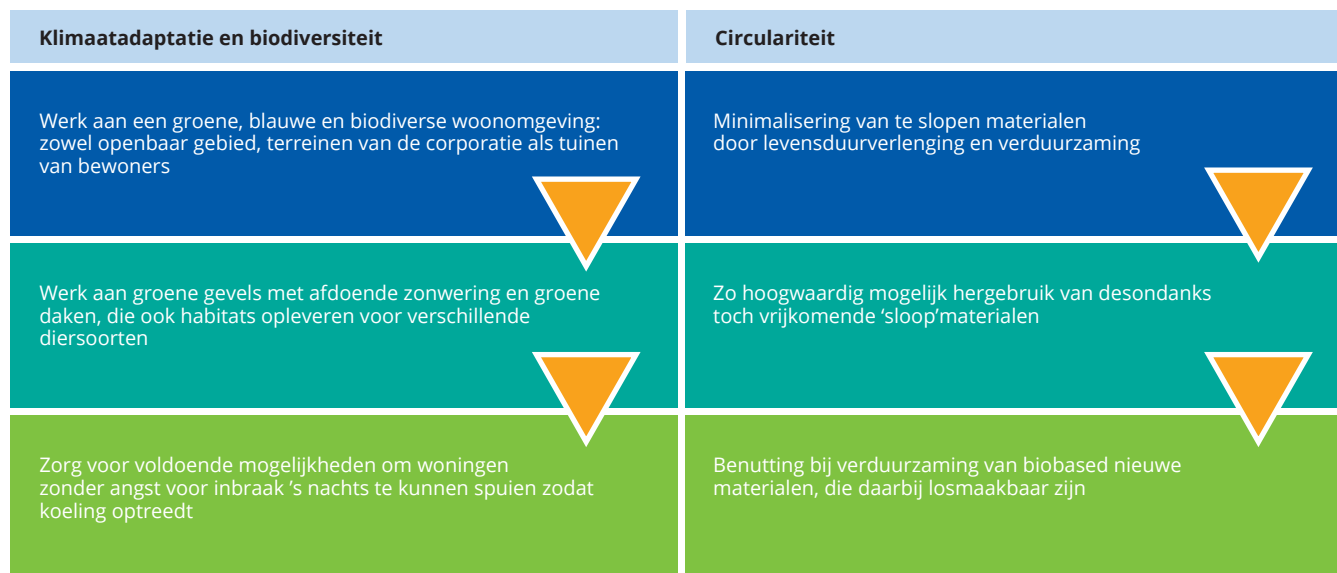 Klimaatadaptatie en biodiversiteit
Werk aan een groene, blauwe en biodiverse woonomgeving:
zowel openbaar gebied, terreinen van de corporatie als tuinen
van bewoners
Werk aan groene gevels met afdoende zonwering en groene
daken, die ook habitats opleveren voor verschillende
diersoorten
Zorg voor voldoende mogelijkheden om woningen
zonder angst voor inbraak ’s nachts te kunnen spuien zodat
koeling optreedt
Circulariteit
Minimalisering van te slopen materialen
door levensduurverlenging en verduurzaming
Zo hoogwaardig mogelijk hergebruik van desondanks
toch vrijkomende ‘sloop’materialen
Benutting bij verduurzaming van biobased nieuwe
materialen, die daarbij losmaakbaar zijn